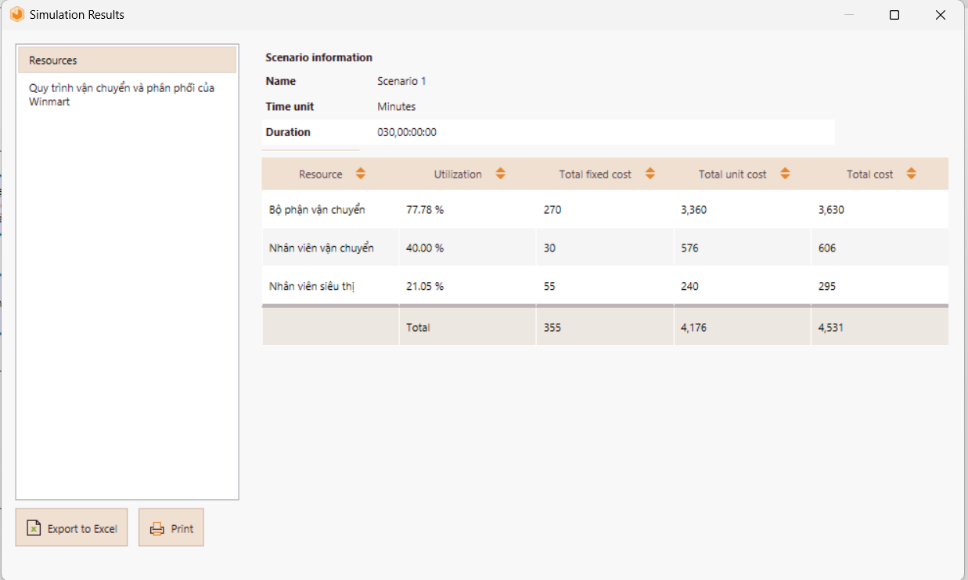 Simulation Results
Resources
Quy trình vận chuyển và phân phối của
Winmart
Export to Excel
Print
Scenario information
Name Scenario 1
Time unit Minutes
Duration 030,00:00:00
Resource Utilization Total fixed cost Total unit cost Total cost
Bộ phận vận chuyển 77.78 % 270 3,360 3,630
Nhân viên vận chuyển 40.00 % 30 576 606
Nhân viên siêu thị 21.05 % 55 240 295
Total 355 4,176 4,531